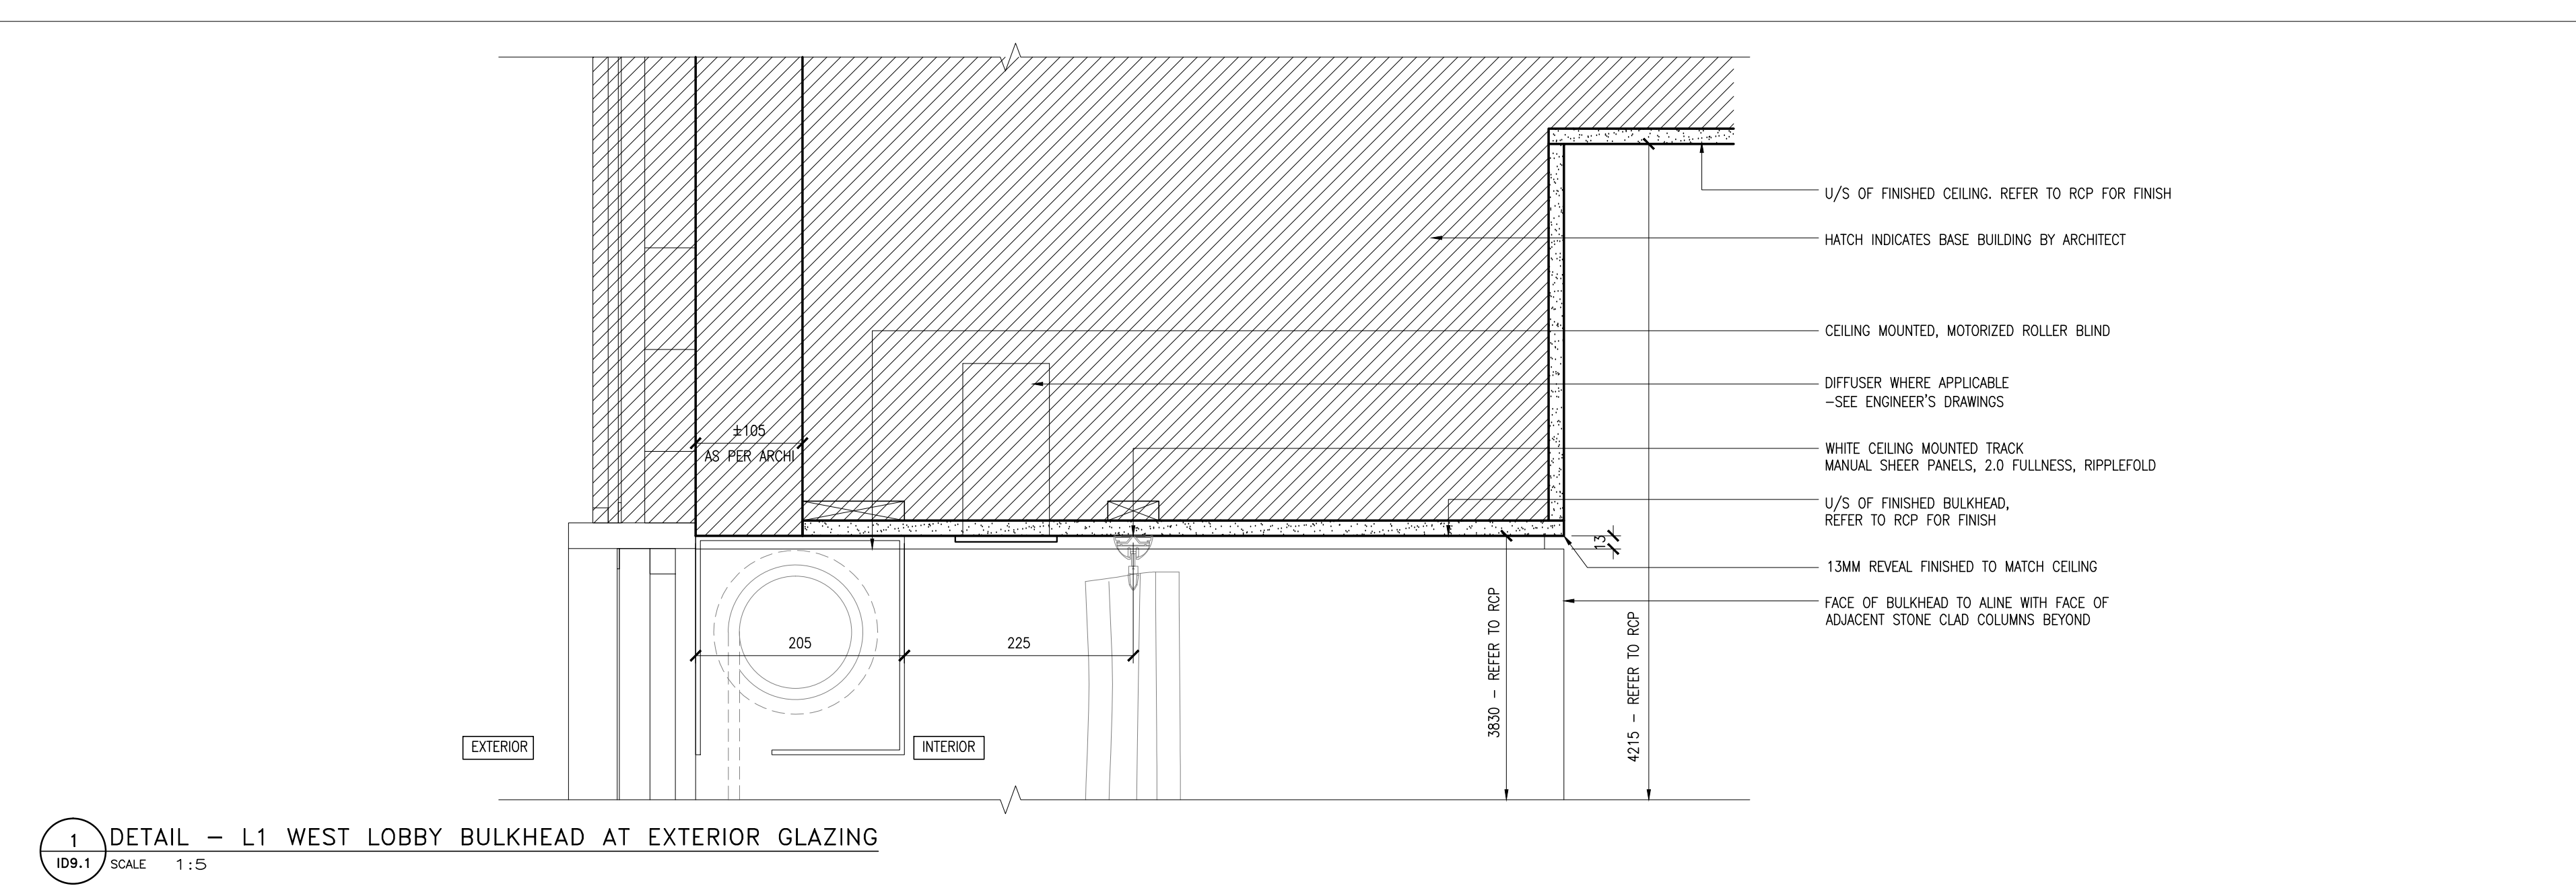 U/S OF FINISHED CEILING. REFER TO RCP FOR FINISH
HATCH INDICATES BASE BUILDING BY ARCHITECT
CEILING MOUNTED, MOTORIZED ROLLER BLIND
DIFFUSER WHERE APPLICABLE
-SEE ENGINEER'S DRAWINGS
±105
AS PER ARCHI
WHITE CEILING MOUNTED TRACK
MANUAL SHEER PANELS, 2.0 FULLNESS, RIPPLEFOLD
U/S OF FINISHED BULKHEAD,
REFER TO RCP FOR FINISH
13
13MM REVEAL FINISHED TO MATCH CEILING
FACE OF BULKHEAD TO ALINE WITH FACE OF
ADJACENT STONE CLAD COLUMNS BEYOND
205
225
3830 - REFER TO RCP
4215 - REFER TO RCP
EXTERIOR
INTERIOR
1
DETAIL - L1 WEST LOBBY BULKHEAD AT EXTERIOR GLAZING
ID9.1
SCALE 1:5